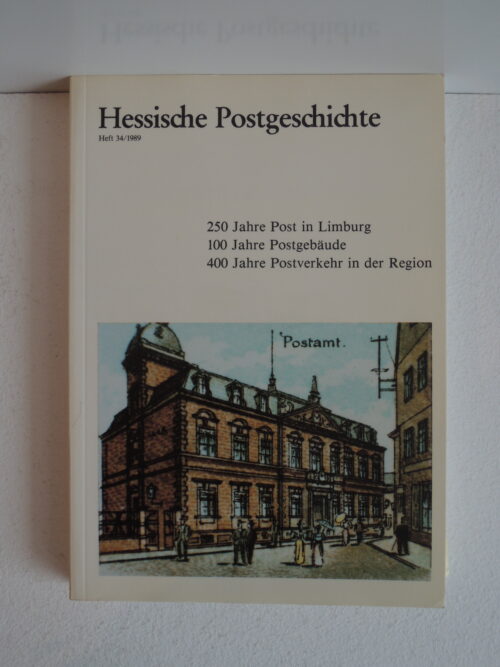 Hessische Postgeschichte
Heft 34/1989
250 Jahre Post in Limburg
100 Jahre Postgebäude
400 Jahre Postverkehr in der Region
Postamt.